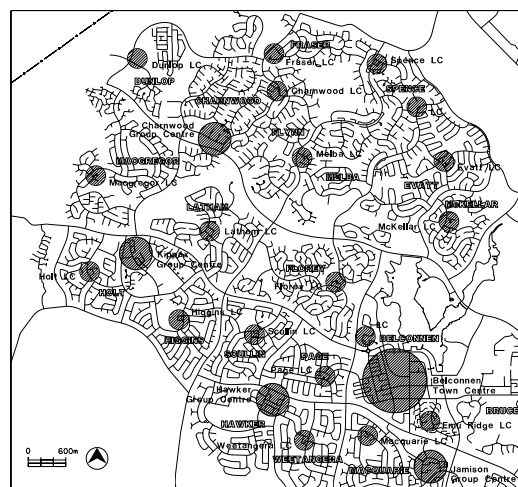 FRASER
Dunlop LC
Fraser LC
Spence LC
DUNLOP
Charnwood LC
SPENCE
CHARNWOOD
LC
Charnwood
Group Centre
FLYNN
Melba LC
MACGREGOR
MELBA
Evatt LC
EVATT
Macgregor LC
LATHAM
McKELLAR
McKellar LC
Latham LC
Kippax
Group Centre
Holt LC
FLOREY
Florey LC
HOLT
Higgins LC
LC
HIGGINS
Scullin LC
BELCONNEN
SCULLIN
PAGE
Page LC
Belconnen
Town Centre
Hawker
Group Centre
BRUCE
HAWKER
Emu Ridge LC
Weetangera LC
Macquarie LC
WEETANGERA
0 600m
MACQUARIE
Jamison
Group Centre